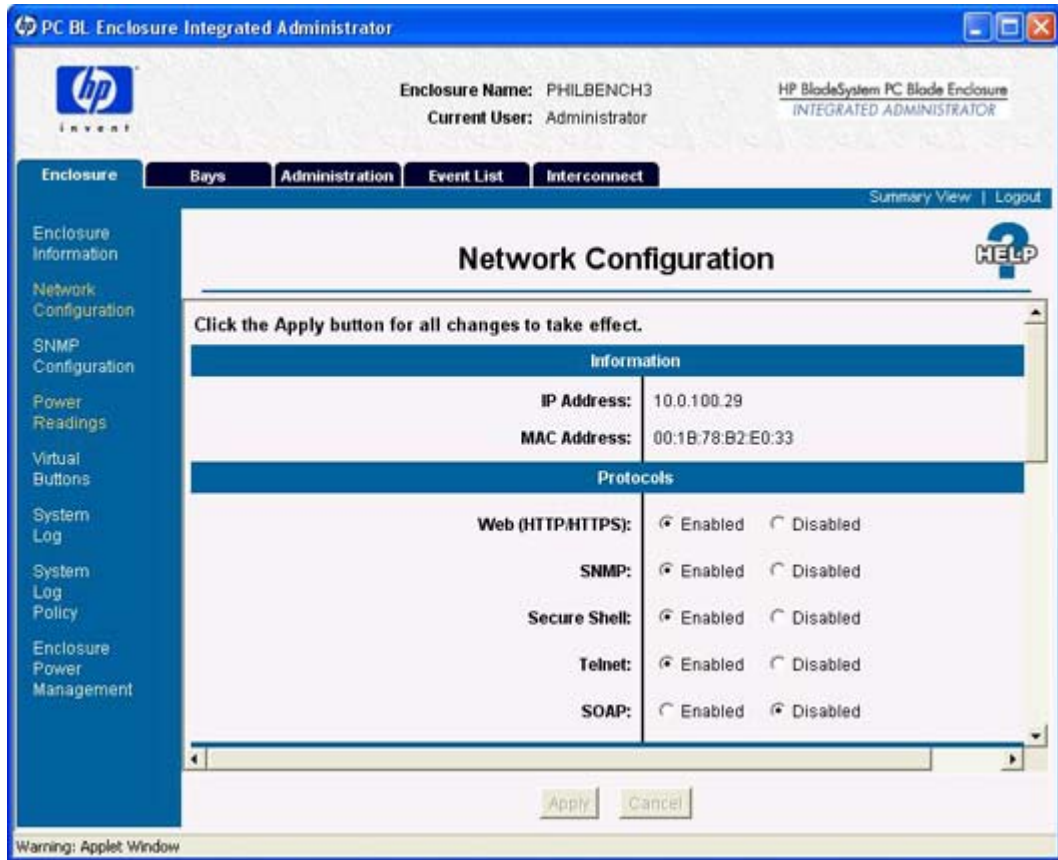 PC BL Enclosure Integrated Administrator
hp
invent
Enclosure Name: PHILBENCH3
Current User: Administrator
HP BladeSystem PC Blade Enclosure
INTEGRATED ADMINISTRATOR
Enclosure Bays Administration Event List Interconnect
Summary View | Logout
Enclosure
Information
Network
Configuration
SNMP
Configuration
Power
Readings
Virtual
Buttons
System
Log
System
Log
Policy
Enclosure
Power
Management
Network Configuration
HELP
Click the Apply button for all changes to take effect.
Information
IP Address: 10.0.100.29
MAC Address: 00:1B:78:B2:E0:33
Protocols
Web (HTTP/HTTPS): Enabled Disabled
SNMP: Enabled Disabled
Secure Shell: Enabled Disabled
Telnet: Enabled Disabled
SOAP: Enabled Disabled
Apply Cancel
Warning: Applet Window